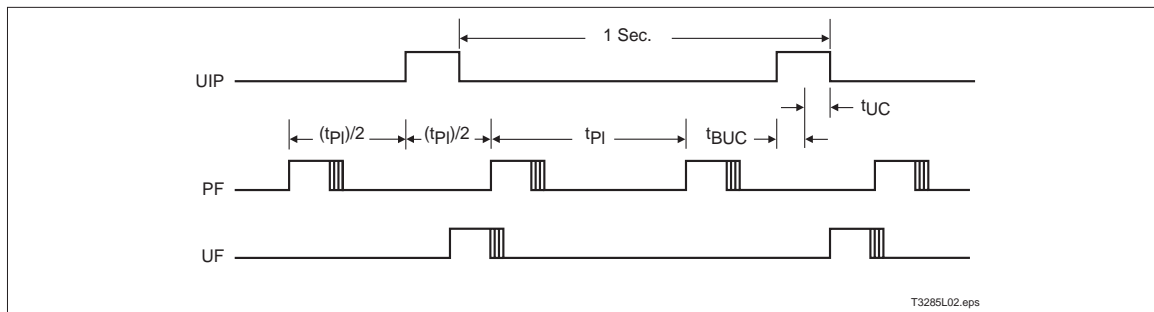 1 Sec.
UIP
tUC
(tPI)/2 (tPI)/2 tPI tBUC
PF
UF
T3285L02.eps